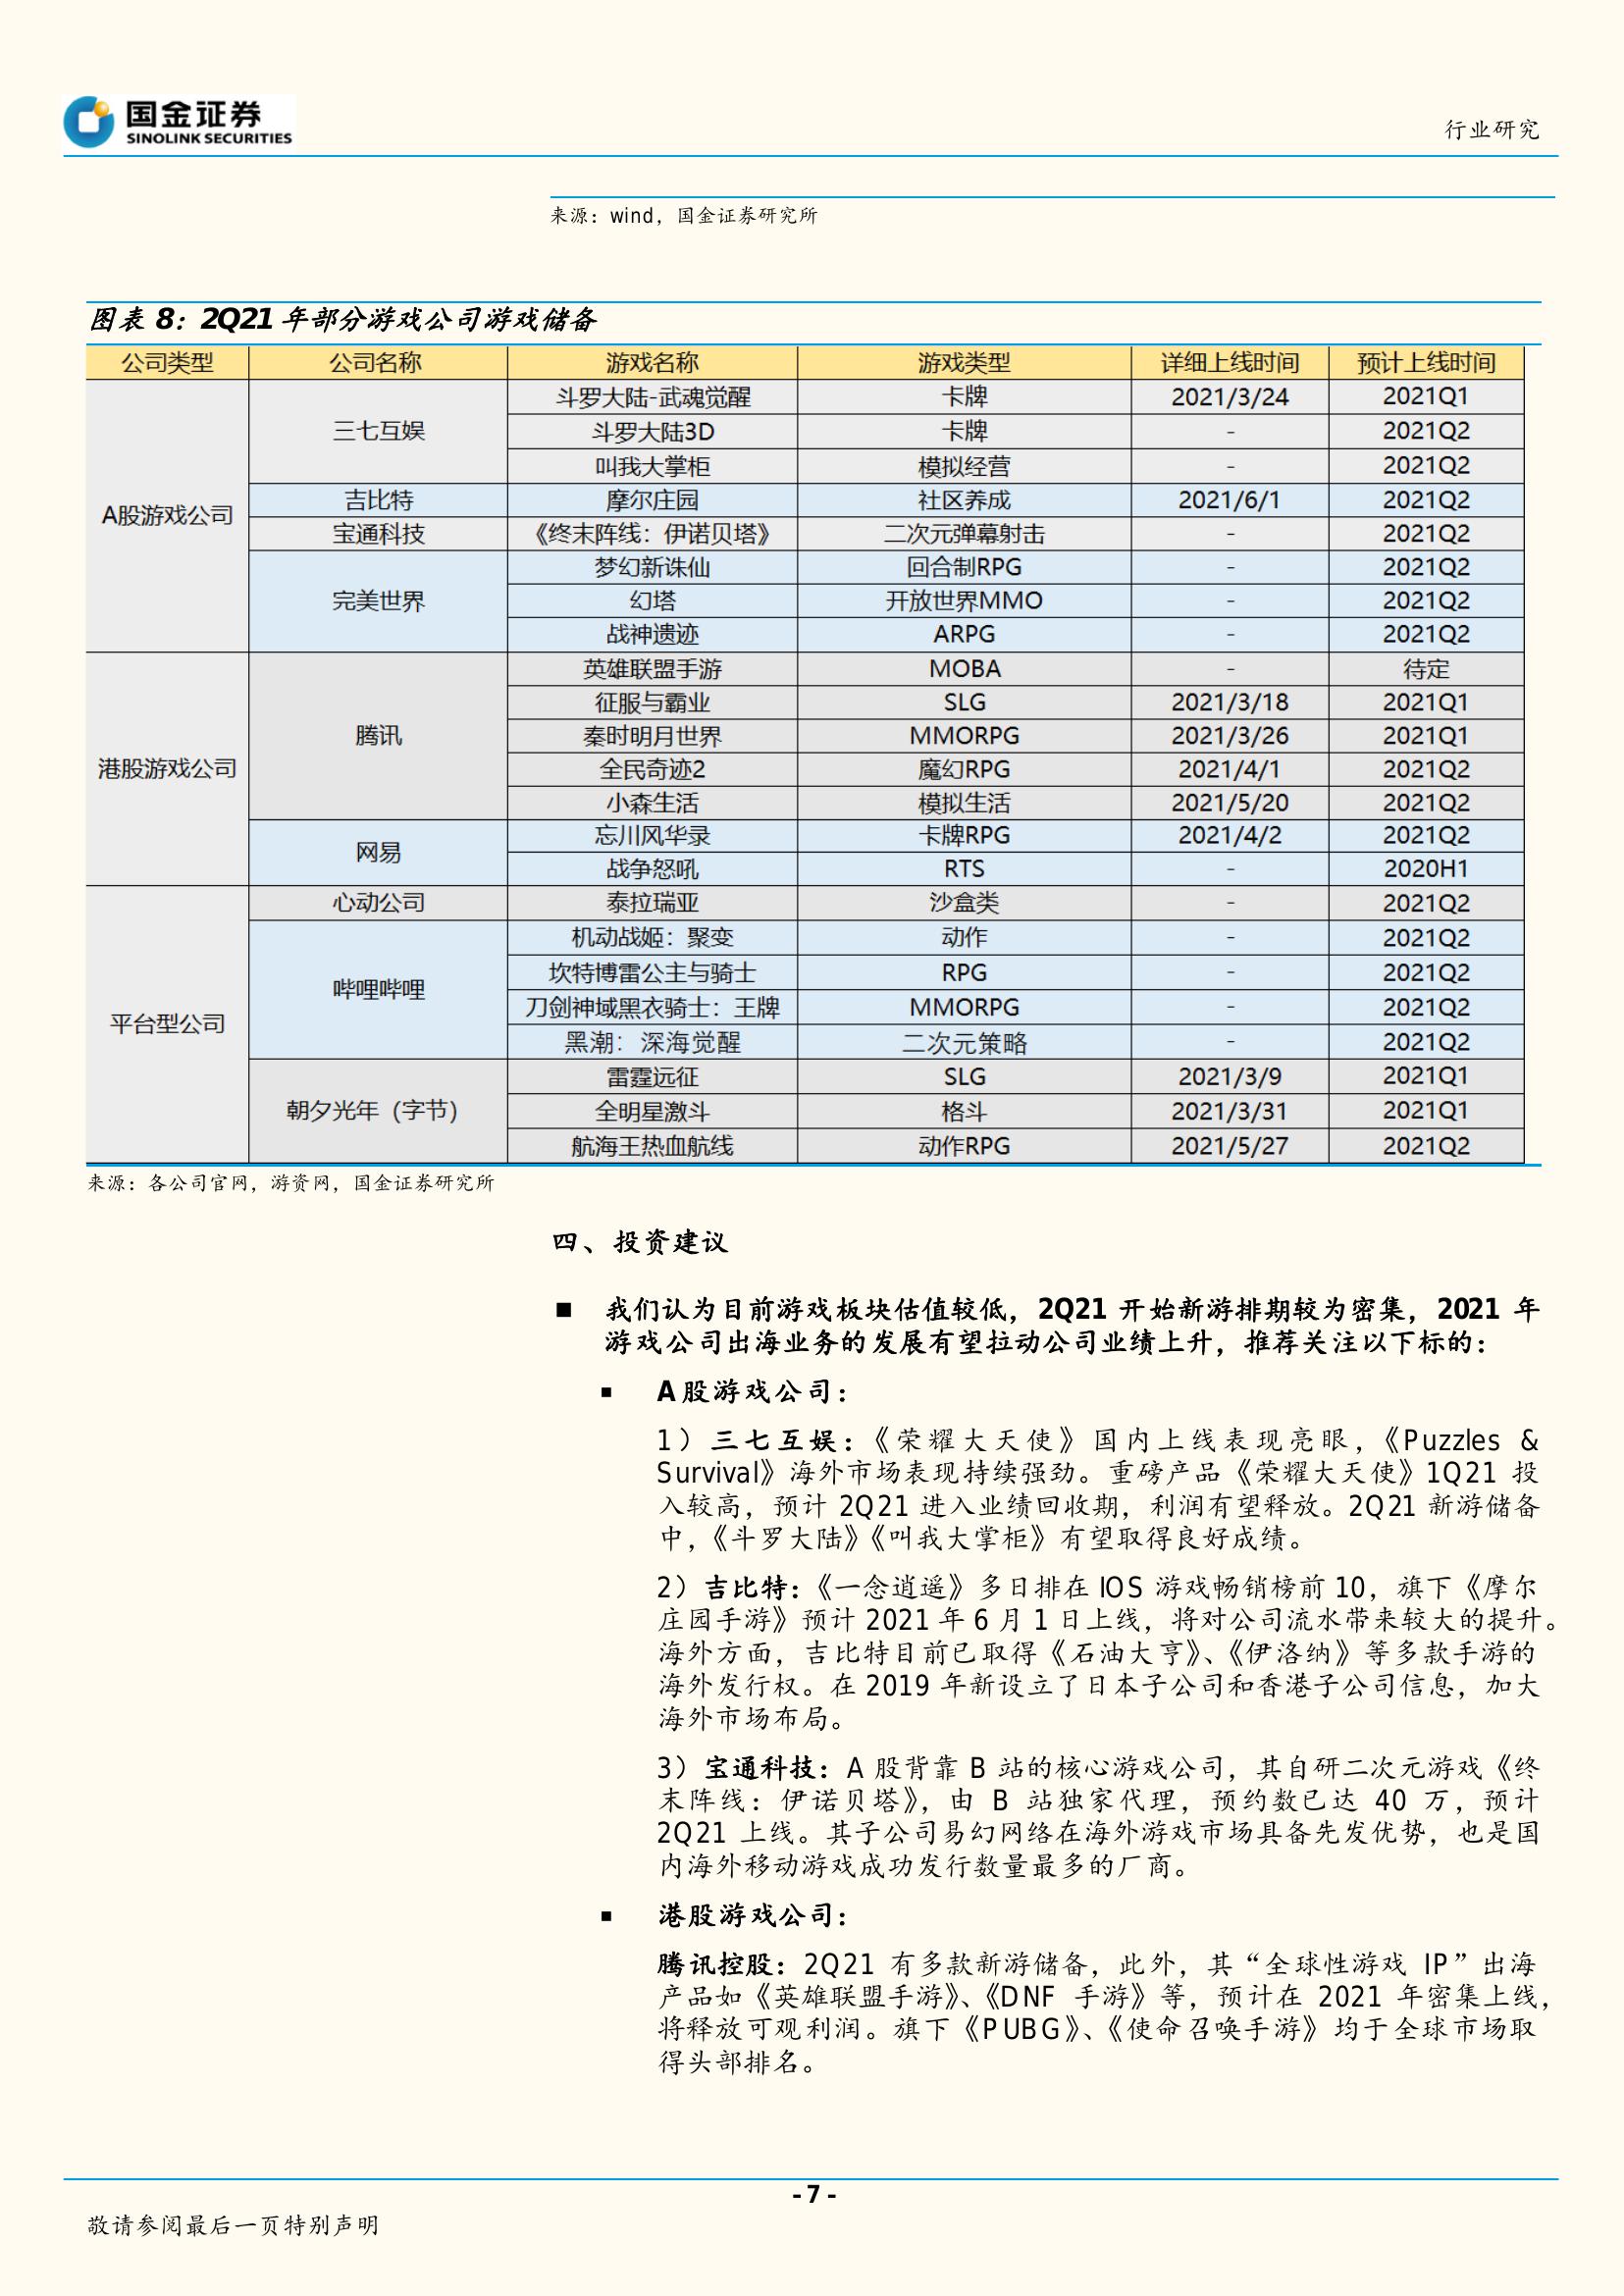 国金证券
SINOLINK SECURITIES
行业研究
来源：wind，国金证券研究所
图表 8：2Q21 年部分游戏公司游戏储备
公司类型 公司名称 游戏名称 游戏类型 详细上线时间 预计上线时间
A股游戏公司 三七互娱 斗罗大陆-武魂觉醒 卡牌 2021/3/24 2021Q1
斗罗大陆3D 卡牌 - 2021Q2
叫我大掌柜 模拟经营 - 2021Q2
吉比特 摩尔庄园 社区养成 2021/6/1 2021Q2
宝通科技 《终末阵线：伊诺贝塔》 二次元弹幕射击 - 2021Q2
完美世界 梦幻新诛仙 回合制RPG - 2021Q2
幻塔 开放世界MMO - 2021Q2
战神遗迹 ARPG - 2021Q2
港股游戏公司 腾讯 英雄联盟手游 MOBA - 待定
征服与霸业 SLG 2021/3/18 2021Q1
秦时明月世界 MMORPG 2021/3/26 2021Q1
全民奇迹2 魔幻RPG 2021/4/1 2021Q2
小森生活 模拟生活 2021/5/20 2021Q2
网易 忘川风华录 卡牌RPG 2021/4/2 2021Q2
战争怒吼 RTS - 2020H1
平台型公司 心动公司 泰拉瑞亚 沙盒类 - 2021Q2
哔哩哔哩 机动战姬：聚变 动作 - 2021Q2
坎特博雷公主与骑士 RPG - 2021Q2
刀剑神域黑衣骑士：王牌 MMORPG - 2021Q2
黑潮：深海觉醒 二次元策略 - 2021Q2
朝夕光年（字节） 雷霆远征 SLG 2021/3/9 2021Q1
全明星激斗 格斗 2021/3/31 2021Q1
航海王热血航线 动作RPG 2021/5/27 2021Q2
来源：各公司官网，游资网，国金证券研究所
四、投资建议
■ 我们认为目前游戏板块估值较低，2Q21 开始新游排期较为密集，2021 年
游戏公司出海业务的发展有望拉动公司业绩上升，推荐关注以下标的：
■ A 股游戏公司：
1）三七互娱：《荣耀大天使》国内上线表现亮眼，《Puzzles &
Survival》海外市场表现持续强劲。重磅产品《荣耀大天使》1Q21 投
入较高，预计 2Q21 进入业绩回收期，利润有望释放。2Q21 新游储备
中，《斗罗大陆》《叫我大掌柜》有望取得良好成绩。
2）吉比特：《一念逍遥》多日排在 IOS 游戏畅销榜前 10，旗下《摩尔
庄园手游》预计 2021 年 6 月 1 日上线，将对公司流水带来较大的提升。
海外方面，吉比特目前已取得《石油大亨》、《伊洛纳》等多款手游的
海外发行权。在 2019 年新设立了日本子公司和香港子公司信息，加大
海外市场布局。
3）宝通科技：A 股背靠 B 站的核心游戏公司，其自研二次元游戏《终
末阵线：伊诺贝塔》，由 B 站独家代理，预约数已达 40 万，预计
2Q21 上线。其子公司易幻网络在海外游戏市场具备先发优势，也是国
内海外移动游戏成功发行数量最多的厂商。
■ 港股游戏公司：
腾讯控股：2Q21 有多款新游储备，此外，其“全球性游戏 IP”出海
产品如《英雄联盟手游》、《DNF 手游》等，预计在 2021 年密集上线，
将释放可观利润。旗下《PUBG》、《使命召唤手游》均于全球市场取
得头部排名。
- 7 -
敬请参阅最后一页特别声明